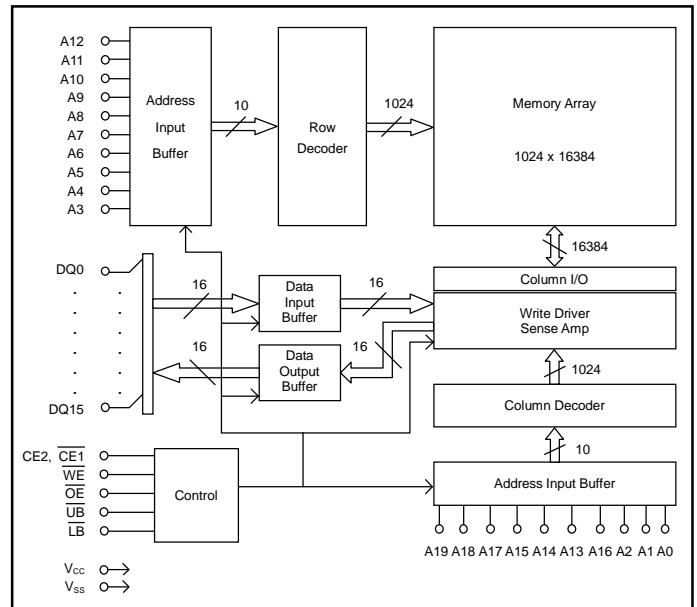 A12
A11
A10
A9
A8
A7
A6
A5
A4
A3
Address
Input
Buffer
10
Row
Decoder
1024
Memory Array
1024 x 16384
16384
DQ0
DQ15
16
Data
Input
Buffer
16
Column I/O
Write Driver
Sense Amp
16
Data
Output
Buffer
16
1024
Column Decoder
10
Address Input Buffer
CE2, CE1
WE
OE
UB
LB
Control
A19 A18 A17 A15 A14 A13 A16 A2 A1 A0
VCC
VSS